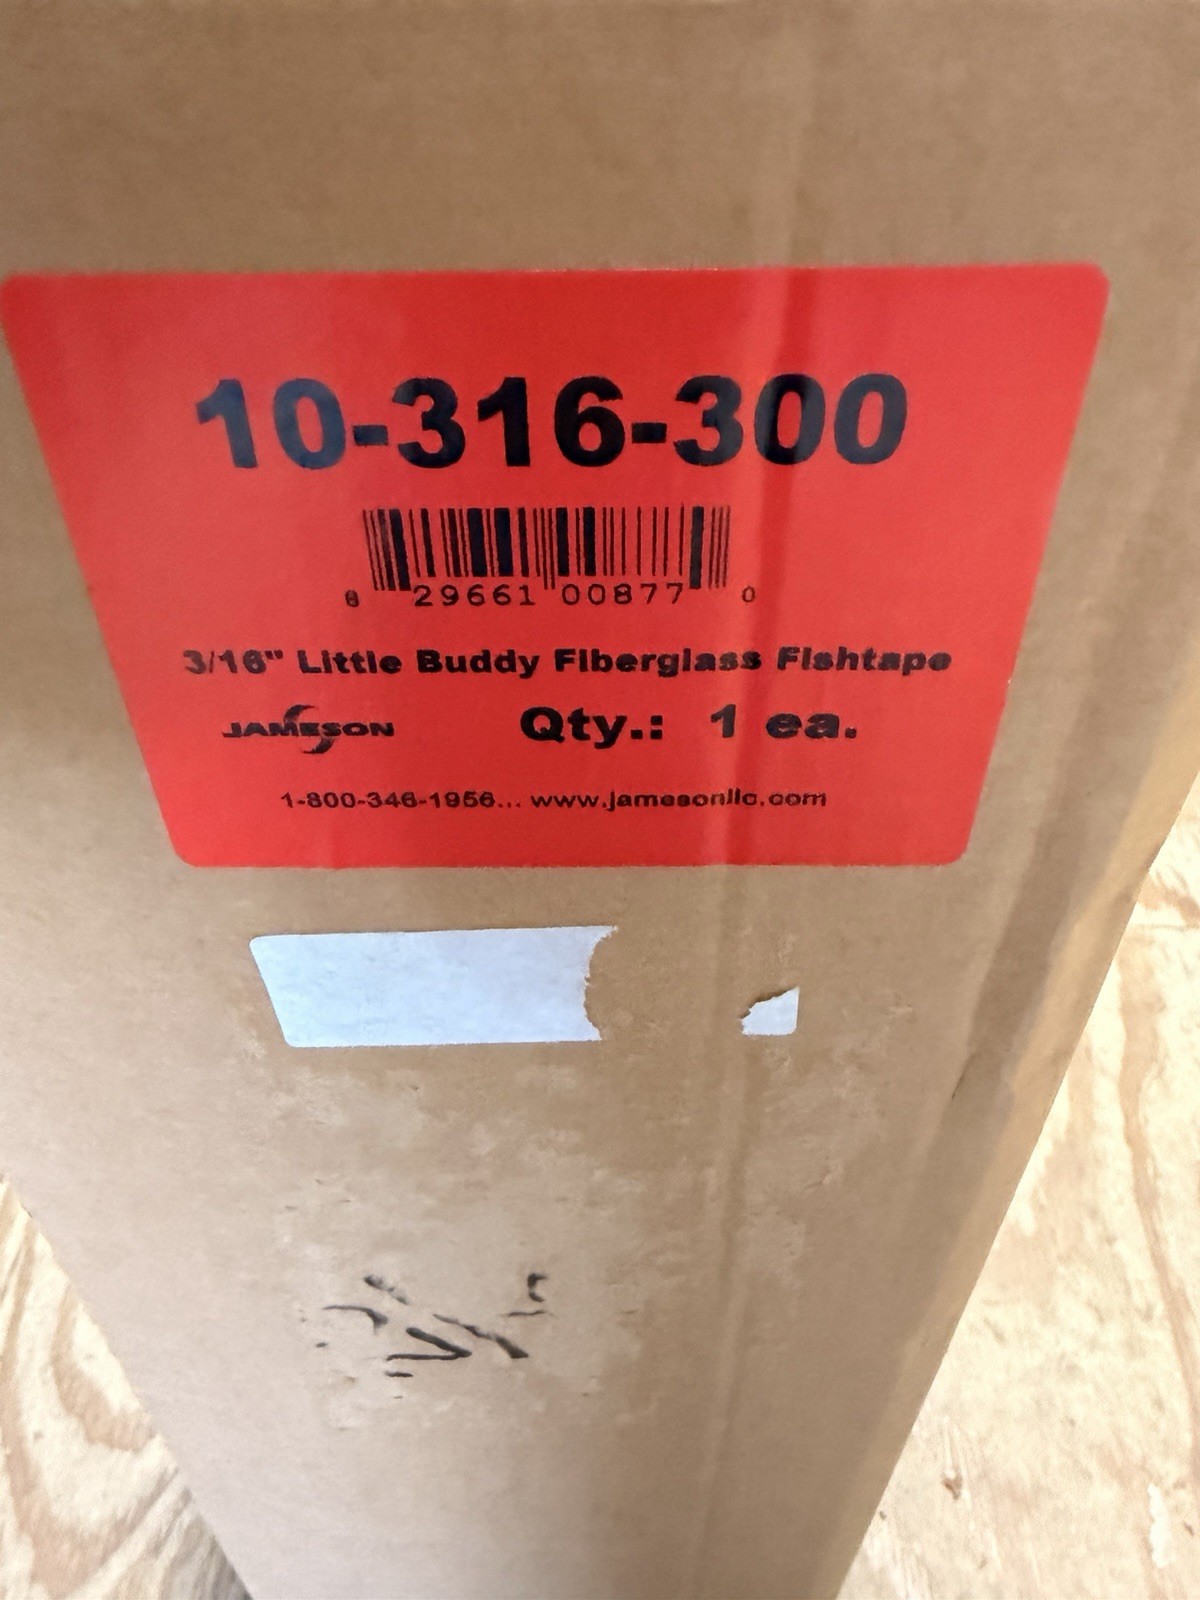 10-316-300
8 29661 00877 0
3/16" Little Buddy Fiberglass Fishtape
JAMESON Qty.: 1 ea.
1-800-346-1956... www.jamesonllc.com